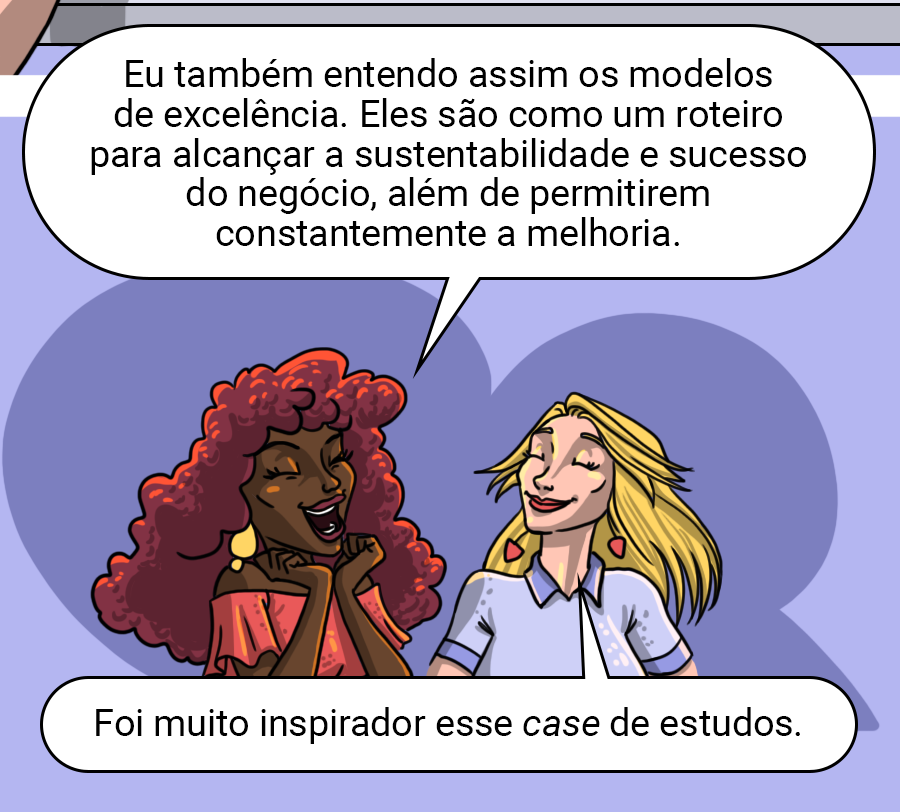 Eu também entendo assim os modelos
de excelência. Eles são como um roteiro
para alcançar a sustentabilidade e sucesso
do negócio, além de permitirem
constantemente a melhoria.
Foi muito inspirador esse case de estudos.